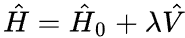 Ĥ = Ĥ₀ + λV̂